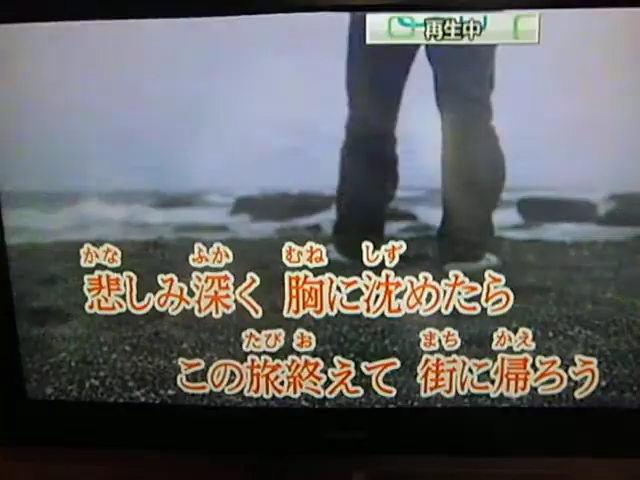 再生中
かな ふか むね しず
悲しみ深く 胸に沈めたら
たび お まち かえ
この旅終えて 街に帰ろう